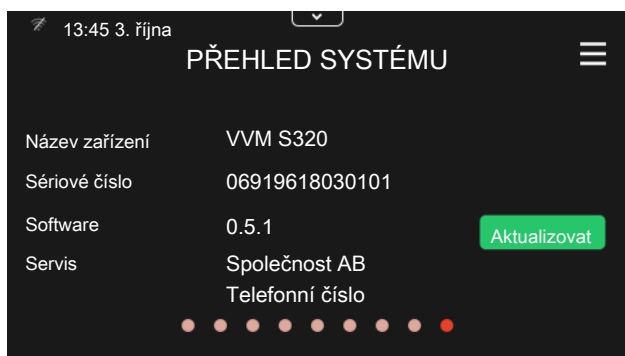 13:45 3. října
PŘEHLED SYSTÉMU
Název zařízení VVM S320
Sériové číslo 06919618030101
Software 0.5.1 Aktualizovat
Servis Společnost AB
Telefonní číslo